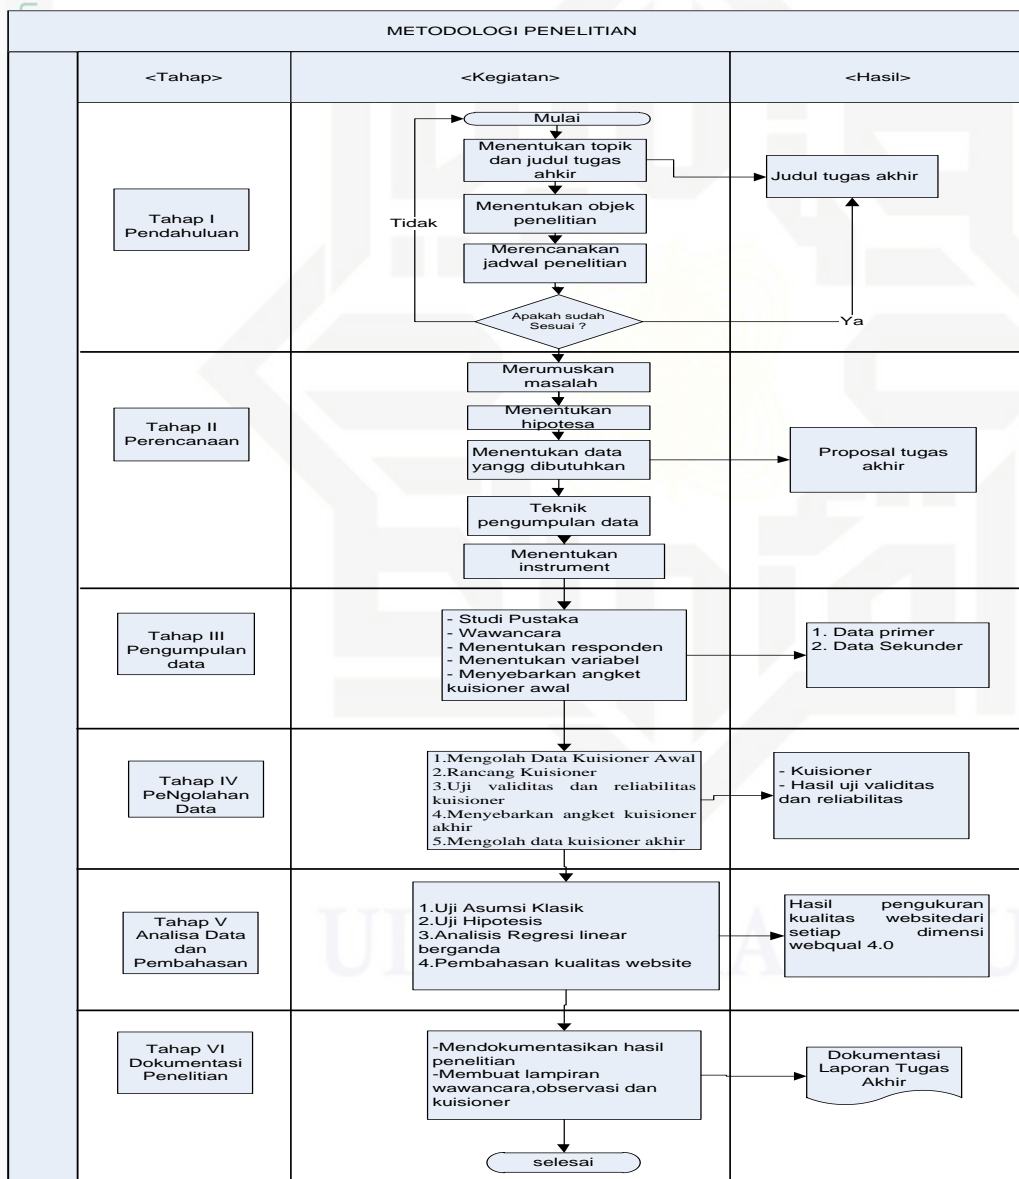 METODOLOGI PENELITIAN
<Tahap>
<Kegiatan>
<Hasil>
Tahap I
Pendahuluan
Mulai
Menentukan topik
dan judul tugas
ahkir
Judul tugas akhir
Menentukan objek
penelitian
Tidak
Merencanakan
jadwal penelitian
Apakah sudah
Sesuai ?
Ya
Tahap II
Perencanaan
Merumuskan
masalah
Menentukan
hipotesa
Menentukan data
yangg dibutuhkan
Proposal tugas
akhir
Teknik
pengumpulan data
Menentukan
instrument
Tahap III
Pengumpulan
data
- Studi Pustaka
- Wawancara
- Menentukan responden
- Menentukan variabel
- Menyebarkan angket
kuisioner awal
1. Data primer
2. Data Sekunder
Tahap IV
PeNgolahan
Data
1.Mengolah Data Kuisioner Awal
2.Rancang Kuisioner
3.Uji validitas dan reliabilitas
kuisioner
4.Menyebarkan angket kuisioner
akhir
5.Mengolah data kuisioner akhir
- Kuisioner
- Hasil uji validitas
dan reliabilitas
Tahap V
Analisa Data
dan
Pembahasan
1.Uji Asumsi Klasik
2.Uji Hipotesis
3.Analisis Regresi linear
berganda
4.Pembahasan kualitas website
Hasil pengukuran
kualitas websitedari
setiap dimensi
webqual 4.0
Tahap VI
Dokumentasi
Penelitian
-Mendokumentasikan hasil
penelitian
-Membuat lampiran
wawancara,observasi dan
kuisioner
Dokumentasi
Laporan Tugas
Akhir
selesai